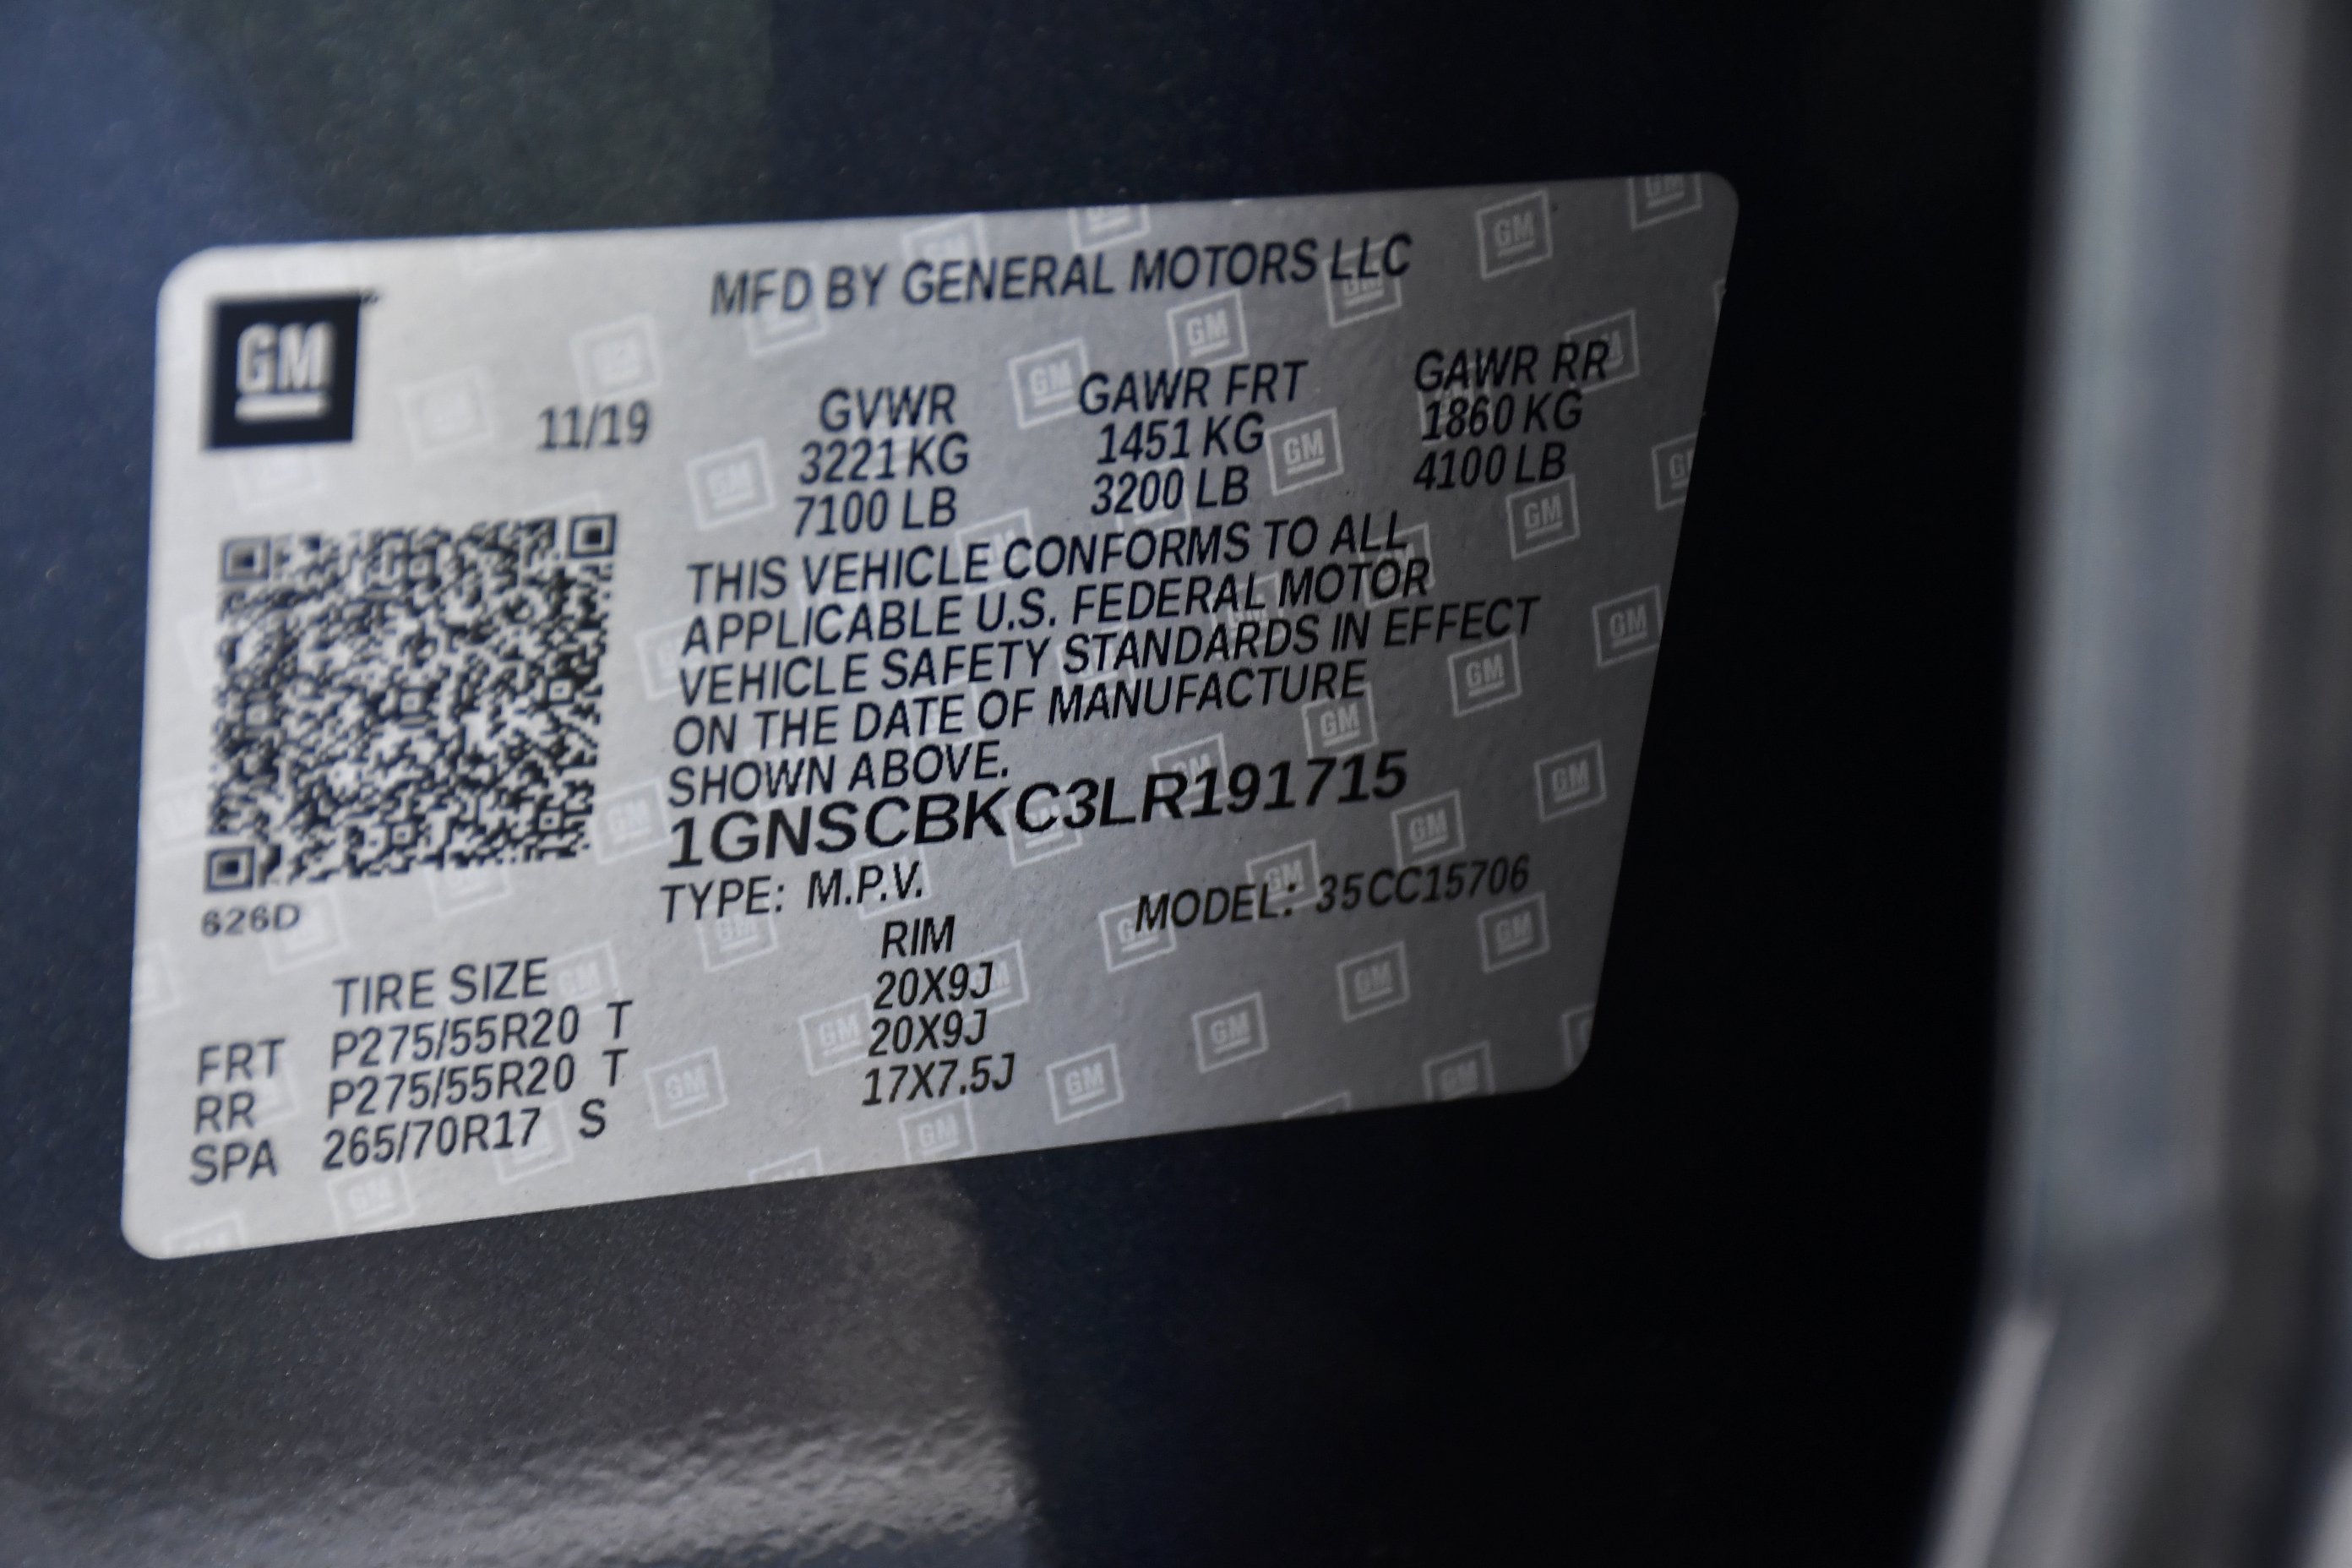 GM
MFD BY GENERAL MOTORS LLC
11/19
GVWR GAWR FRT GAWR RR
3221 KG 1451 KG 1860 KG
7100 LB 3200 LB 4100 LB
THIS VEHICLE CONFORMS TO ALL
APPLICABLE U.S. FEDERAL MOTOR
VEHICLE SAFETY STANDARDS IN EFFECT
ON THE DATE OF MANUFACTURE
SHOWN ABOVE.
1GNSCBKC3LR191715
626D
TYPE: M.P.V. MODEL: 35CC15706
TIRE SIZE RIM
FRT P275/55R20 T 20X9J
RR P275/55R20 T 20X9J
SPA 265/70R17 S 17X7.5J